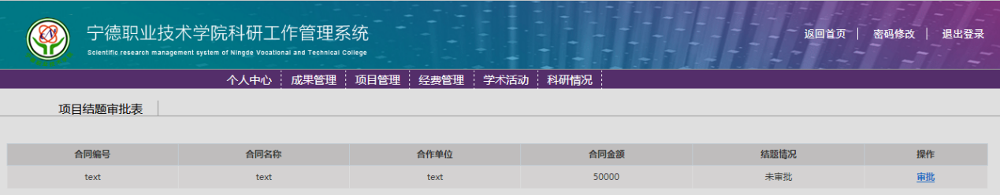 宁德职业技术学院科研工作管理系统
Scientific research management system of Ningde Vocational and Technical College
返回首页 密码修改 退出登录
个人中心 成果管理 项目管理 经费管理 学术活动 科研情况
项目结题审批表
合同编号 合同名称 合作单位 合同金额 结题情况 操作
text text text 50000 未审批 审批